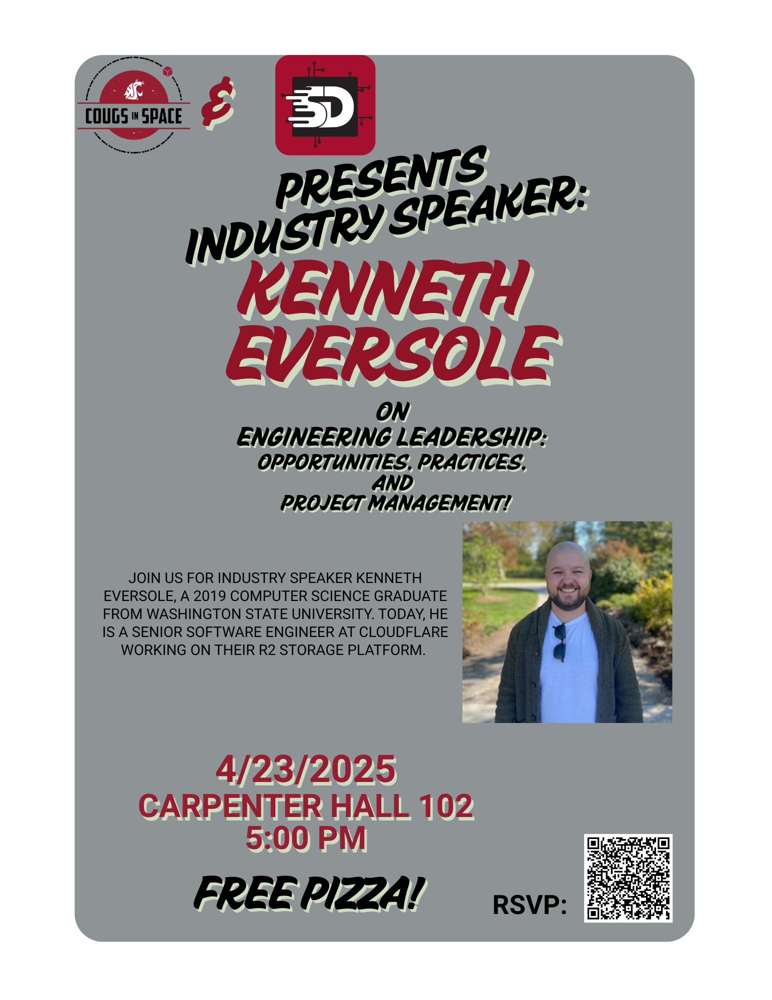 COUGS IN SPACE
&
SD
PRESENTS
INDUSTRY SPEAKER:
KENNETH
EVERSOLE
ON
ENGINEERING LEADERSHIP:
OPPORTUNITIES, PRACTICES,
AND
PROJECT MANAGEMENT!
JOIN US FOR INDUSTRY SPEAKER KENNETH
EVERSOLE, A 2019 COMPUTER SCIENCE GRADUATE
FROM WASHINGTON STATE UNIVERSITY. TODAY, HE
IS A SENIOR SOFTWARE ENGINEER AT CLOUDFLARE
WORKING ON THEIR R2 STORAGE PLATFORM.
4/23/2025
CARPENTER HALL 102
5:00 PM
FREE PIZZA!
RSVP: